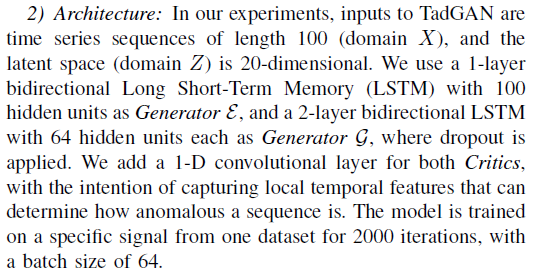 2) Architecture: In our experiments, inputs to TadGAN are
time series sequences of length 100 (domain X), and the
latent space (domain Z) is 20-dimensional. We use a 1-layer
bidirectional Long Short-Term Memory (LSTM) with 100
hidden units as Generator ℰ, and a 2-layer bidirectional LSTM
with 64 hidden units each as Generator 𝒢, where dropout is
applied. We add a 1-D convolutional layer for both Critics,
with the intention of capturing local temporal features that can
determine how anomalous a sequence is. The model is trained
on a specific signal from one dataset for 2000 iterations, with
a batch size of 64.